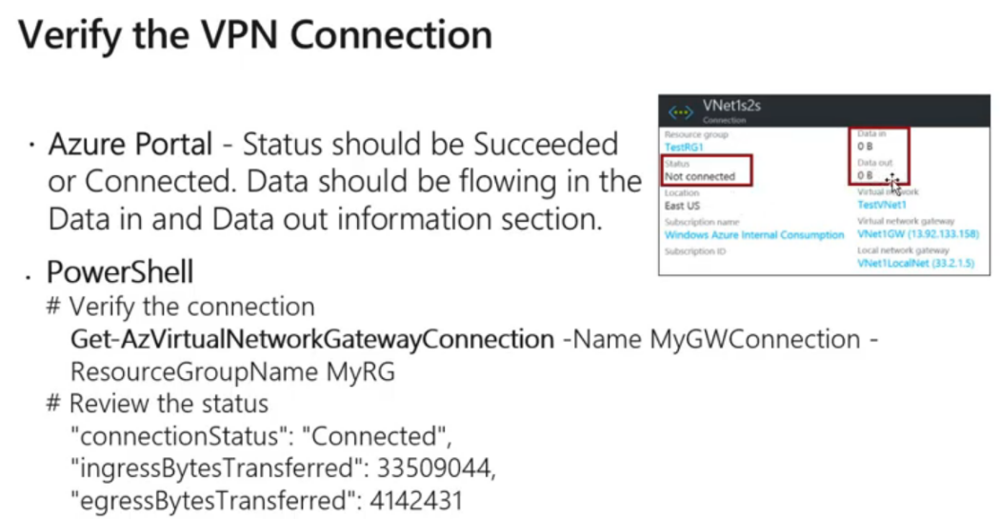 Verify the VPN Connection
· Azure Portal - Status should be Succeeded
or Connected. Data should be flowing in the
Data in and Data out information section.
VNet1s2s
Connection
Resource group
TestRG1
Status
Not connected
Location
East US
Subscription name
Windows Azure Internal Consumption
Subscription ID
Data in
0 B
Data out
0 B
Virtual network
TestVNet1
Virtual network gateway
VNet1GW (13.92.133.158)
Local network gateway
VNet1LocalNet (33.2.1.5)
· PowerShell
# Verify the connection
Get-AzVirtualNetworkGatewayConnection -Name MyGWConnection -
ResourceGroupName MyRG
# Review the status
"connectionStatus": "Connected",
"ingressBytesTransferred": 33509044,
"egressBytesTransferred": 4142431